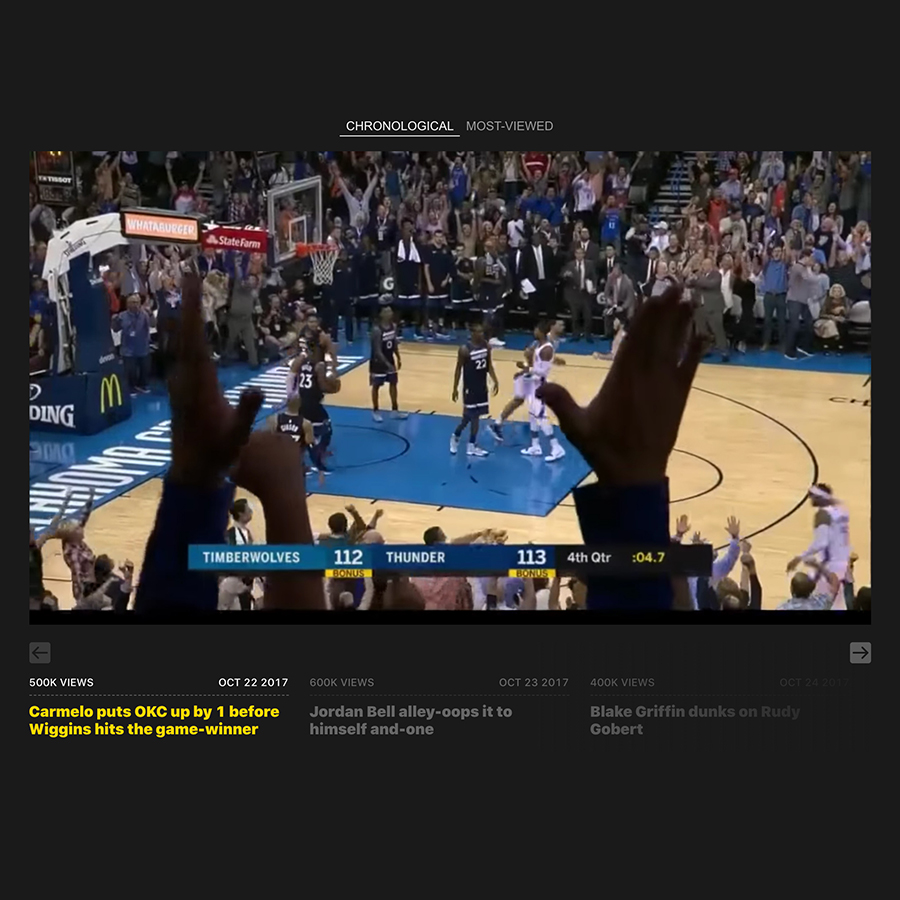 CHRONOLOGICAL MOST-VIEWED
TISSOT
WHATABURGER
StateFarm
SPALDING
G
0
22
23
DING
TIMBERWOLVES 112 THUNDER 113 4th Qtr :04.7
BONUS BONUS
500K VIEWS OCT 22 2017 600K VIEWS OCT 23 2017 400K VIEWS OCT 24 2017
Carmelo puts OKC up by 1 before Jordan Bell alley-oops it to Blake Griffin dunks on Rudy
Wiggins hits the game-winner himself and-one Gobert